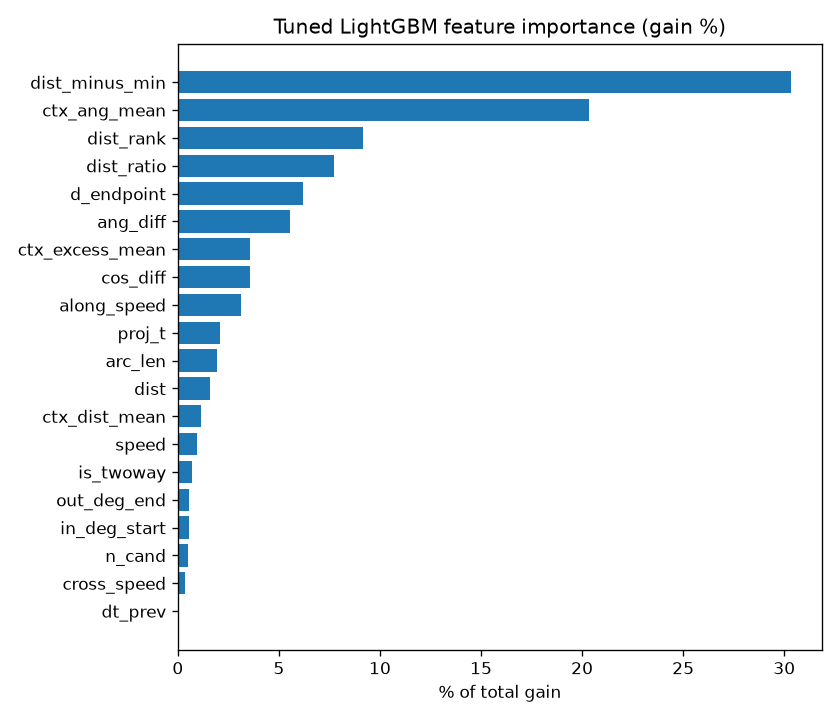 Tuned LightGBM feature importance (gain %)
dist_minus_min
ctx_ang_mean
dist_rank
dist_ratio
d_endpoint
ang_diff
ctx_excess_mean
cos_diff
along_speed
proj_t
arc_len
dist
ctx_dist_mean
speed
is_twoway
out_deg_end
in_deg_start
n_cand
cross_speed
dt_prev
0 5 10 15 20 25 30
% of total gain